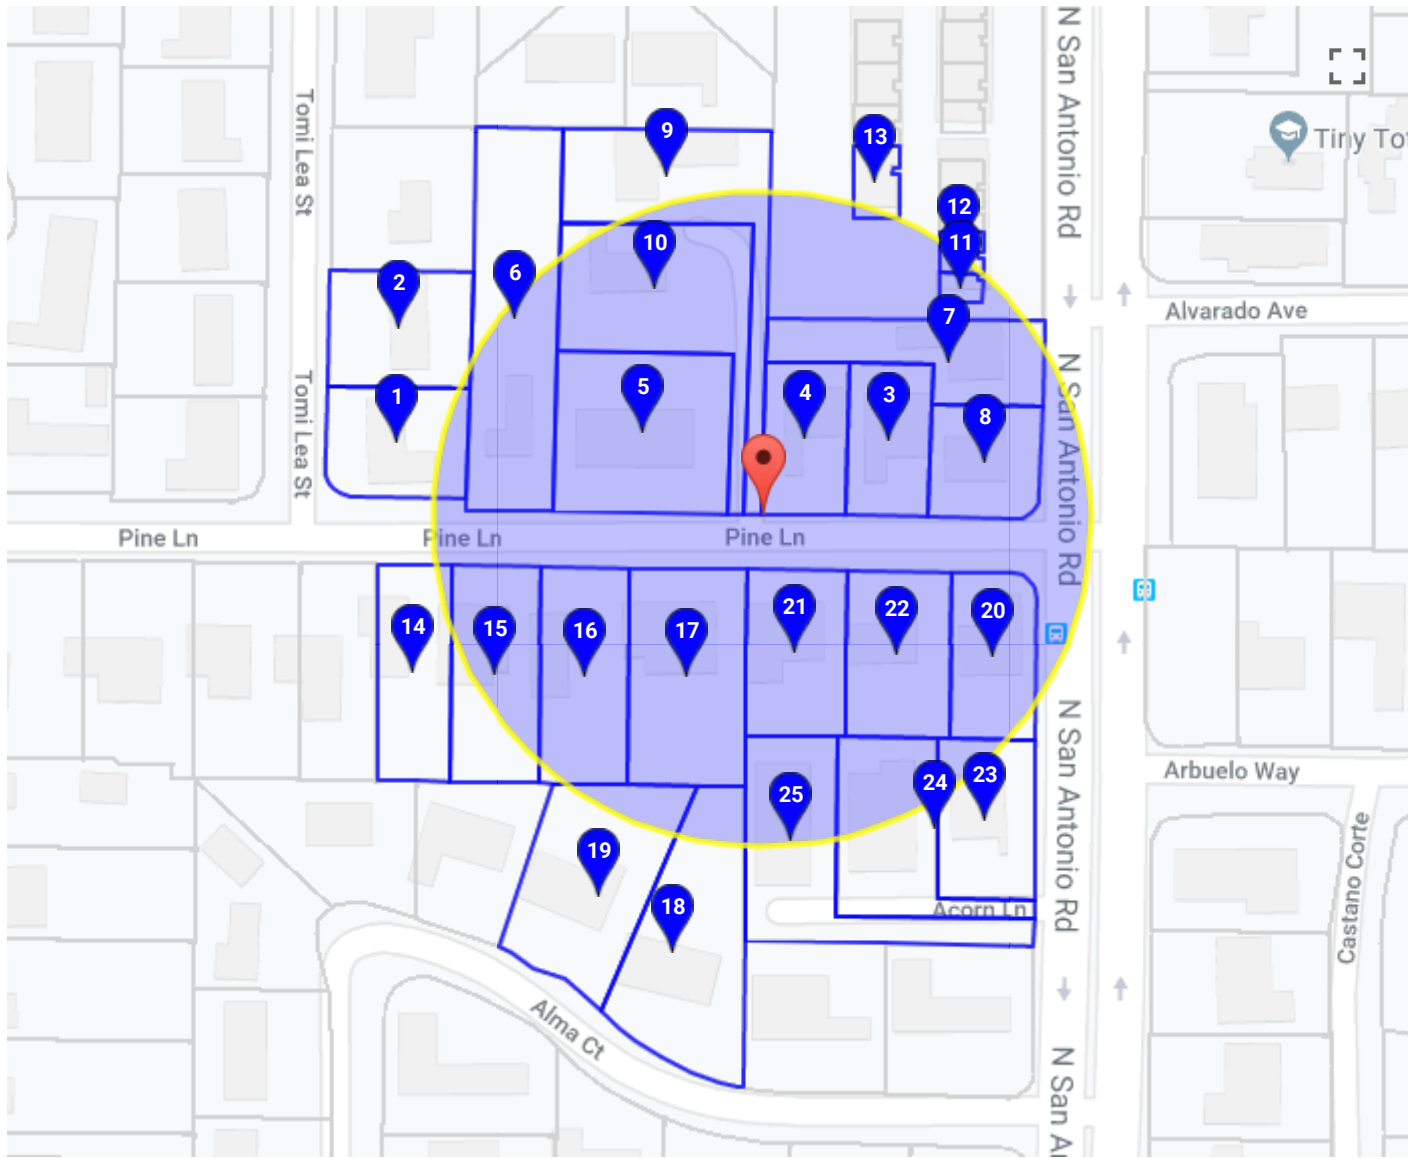 N San Antonio Rd
Tomi Lea St
9
13
Tiny To
12
10
11
2
6
7
Alvarado Ave
1
5
4
3
8
Tomi Lea St
N San Antonio Rd
Pine Ln
Pine Ln
Pine Ln
14
15
16
17
21
22
20
N San Antonio Rd
25
24
23
Arbuelo Way
19
18
Acorn Ln
Castano Corte
Alma Ct
N San A